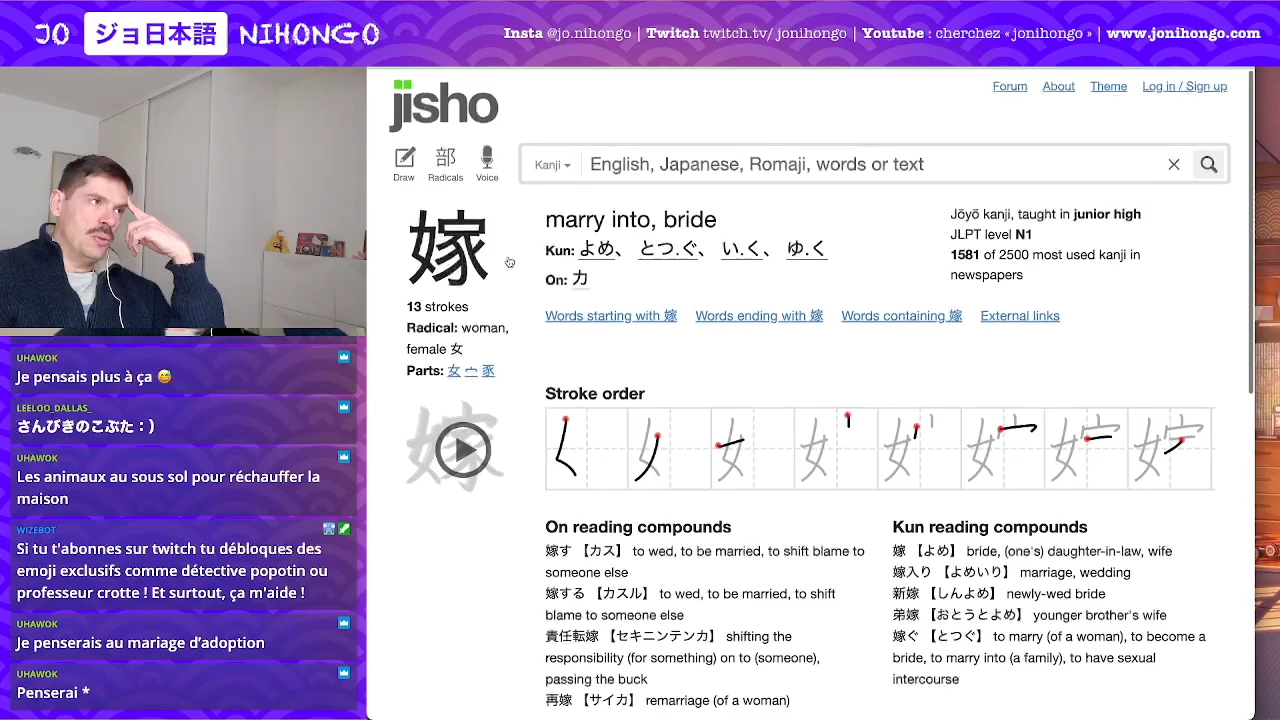 JO ジョ日本語 NIHONGO
Insta @jo.nihongo | Twitch twitch.tv/jonihongo | Youtube : cherchez « jonihongo » | www.jonihongo.com
jisho
Forum About Theme Log in / Sign up
Draw 部 Radicals Voice
Kanji English, Japanese, Romaji, words or text
嫁
13 strokes
Radical: woman,
female 女
Parts: 女 宀 豕
marry into, bride
Kun: よめ、 とつ.ぐ、 い.く、 ゆ.く
On: カ
Jōyō kanji, taught in junior high
JLPT level N1
1581 of 2500 most used kanji in
newspapers
Words starting with 嫁 Words ending with 嫁 Words containing 嫁 External links
Stroke order
嫁
On reading compounds
嫁す 【カス】 to wed, to be married, to shift blame to
someone else
嫁する 【カスル】 to wed, to be married, to shift
blame to someone else
責任転嫁 【セキニンテンカ】 shifting the
responsibility (for something) on to (someone),
passing the buck
再嫁 【サイカ】 remarriage (of a woman)
Kun reading compounds
嫁 【よめ】 bride, (one's) daughter-in-law, wife
嫁入り 【よめいり】 marriage, wedding
新嫁 【しんよめ】 newly-wed bride
弟嫁 【おとうとよめ】 younger brother's wife
嫁ぐ 【とつぐ】 to marry (of a woman), to become a
bride, to marry into (a family), to have sexual
intercourse
UHAWOK
Je pensais plus à ça 😅
LEELOO_DALLAS_
さんびきのこぶた：)
UHAWOK
Les animaux au sous sol pour réchauffer la
maison
WIZEBOT
Si tu t'abonnes sur twitch tu débloques des
emoji exclusifs comme détective popotin ou
professeur crotte ! Et surtout, ça m'aide !
UHAWOK
Je penserais au mariage d’adoption
UHAWOK
Penserai *